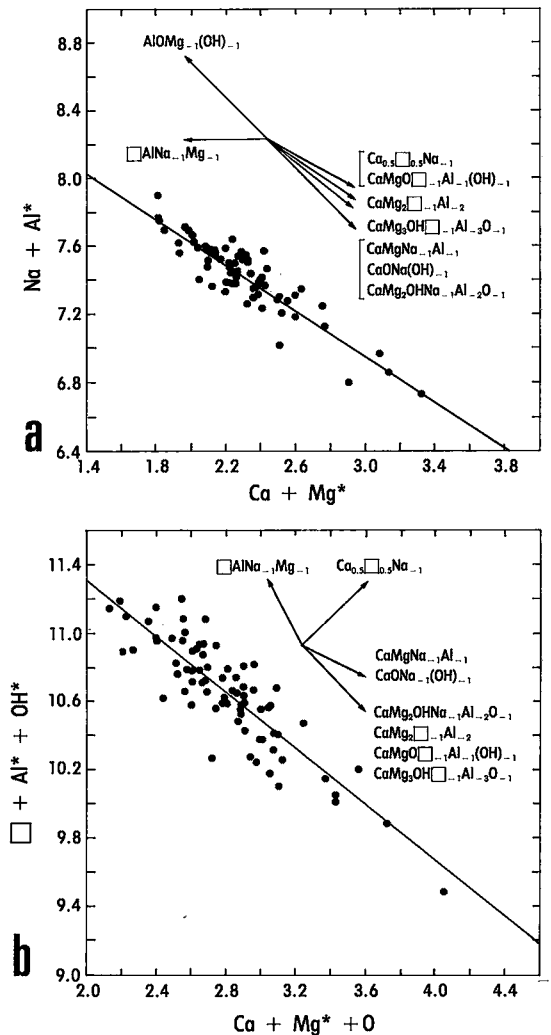 8.8
8.4
8.0
7.6
7.2
6.8
6.4
Na + Al*
AlOMg₋₁(OH)₋₁
□AlNa₋₁Mg₋₁
Ca₀.₅□₀.₅Na₋₁
CaMgO□₋₁Al₋₁(OH)₋₁
CaMg₂□₋₁Al₋₂
CaMg₃OH□₋₁Al₋₃O₋₁
CaMgNa₋₁Al₋₁
CaONa(OH)₋₁
CaMg₂OHNa₋₁Al₋₂O₋₁
a
1.4 1.8 2.2 2.6 3.0 3.4 3.8
Ca + Mg*
11.4
11.0
10.6
10.2
9.8
9.4
9.0
□ + Al* + OH*
□AlNa₋₁Mg₋₁ Ca₀.₅□₀.₅Na₋₁
CaMgNa₋₁Al₋₁
CaONa₋₁(OH)₋₁
CaMg₂OHNa₋₁Al₋₂O₋₁
CaMg₂□₋₁Al₋₂
CaMgO□₋₁Al₋₁(OH)₋₁
CaMg₃OH□₋₁Al₋₃O₋₁
b
2.0 2.4 2.8 3.2 3.6 4.0 4.4
Ca + Mg* + O